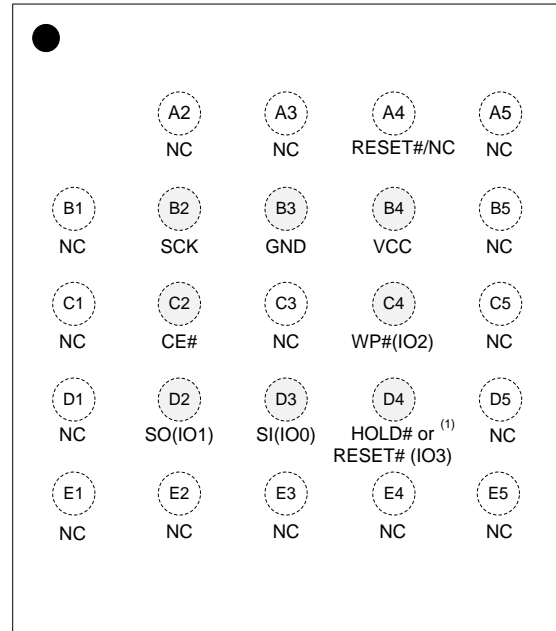 A2 A3 A4 A5
NC NC RESET#/NC NC
B1 B2 B3 B4 B5
NC SCK GND VCC NC
C1 C2 C3 C4 C5
NC CE# NC WP#(IO2) NC
D1 D2 D3 D4 D5
NC SO(IO1) SI(IO0) HOLD# or (1) NC
RESET# (IO3)
E1 E2 E3 E4 E5
NC NC NC NC NC